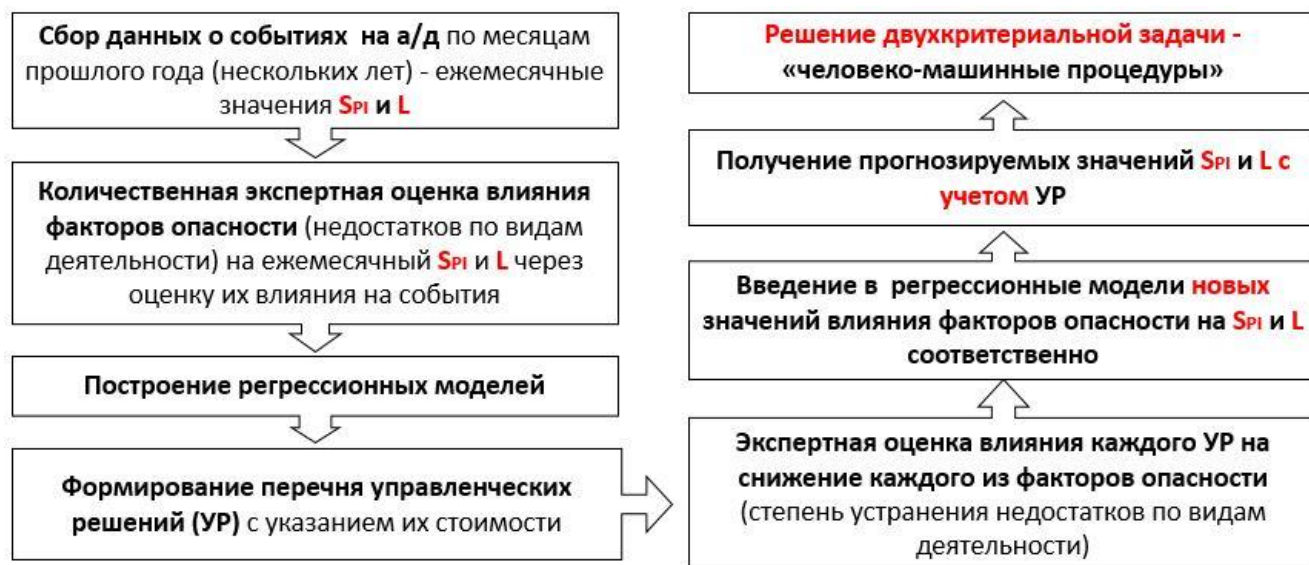 Сбор данных о событиях на а/д по месяцам
прошлого года (нескольких лет) - ежемесячные
значения SPI и L
Количественная экспертная оценка влияния
факторов опасности (недостатков по видам
деятельности) на ежемесячный SPI и L через
оценку их влияния на события
Построение регрессионных моделей
Формирование перечня управленческих
решений (УР) с указанием их стоимости
Экспертная оценка влияния каждого УР на
снижение каждого из факторов опасности
(степень устранения недостатков по видам
деятельности)
Введение в регрессионные модели новых
значений влияния факторов опасности на SPI и L
соответственно
Получение прогнозируемых значений SPI и L с
учетом УР
Решение двухкритериальной задачи -
«человеко-машинные процедуры»